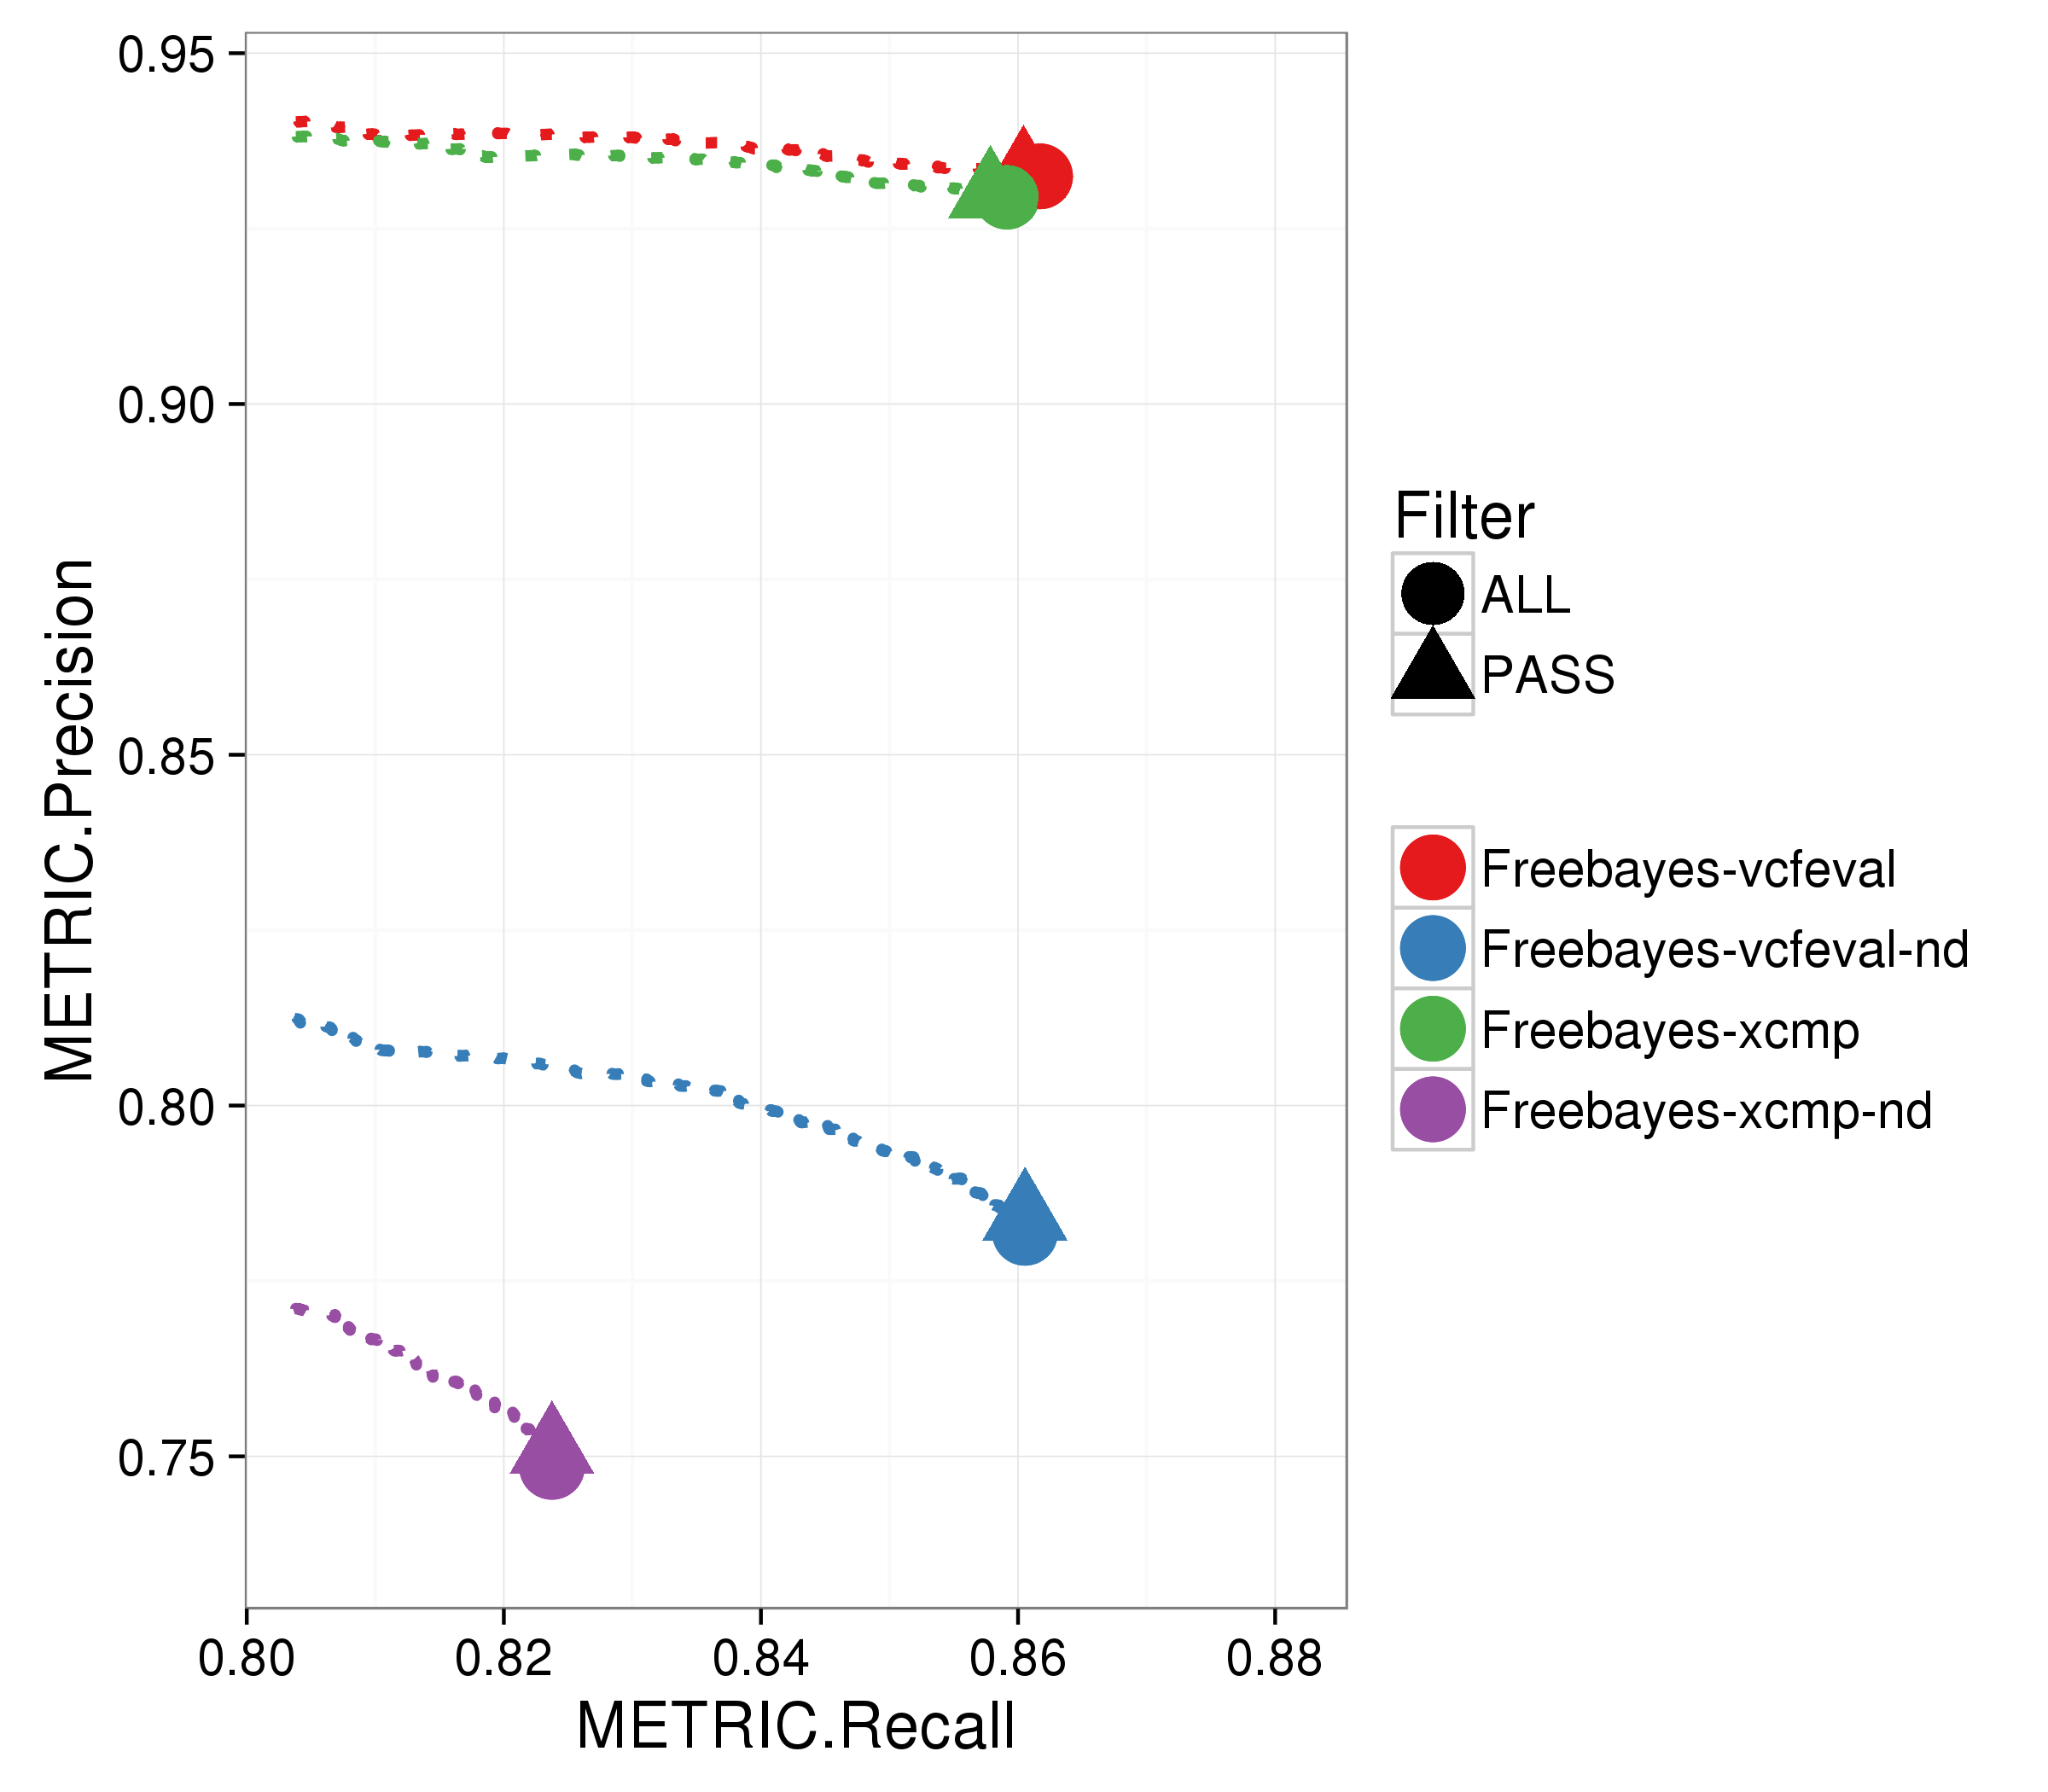 METRIC.Precision
0.95
0.90
0.85
0.80
0.75
0.80 0.82 0.84 0.86 0.88
METRIC.Recall
Filter
ALL
PASS
Freebayes-vcfeval
Freebayes-vcfeval-nd
Freebayes-xcmp
Freebayes-xcmp-nd